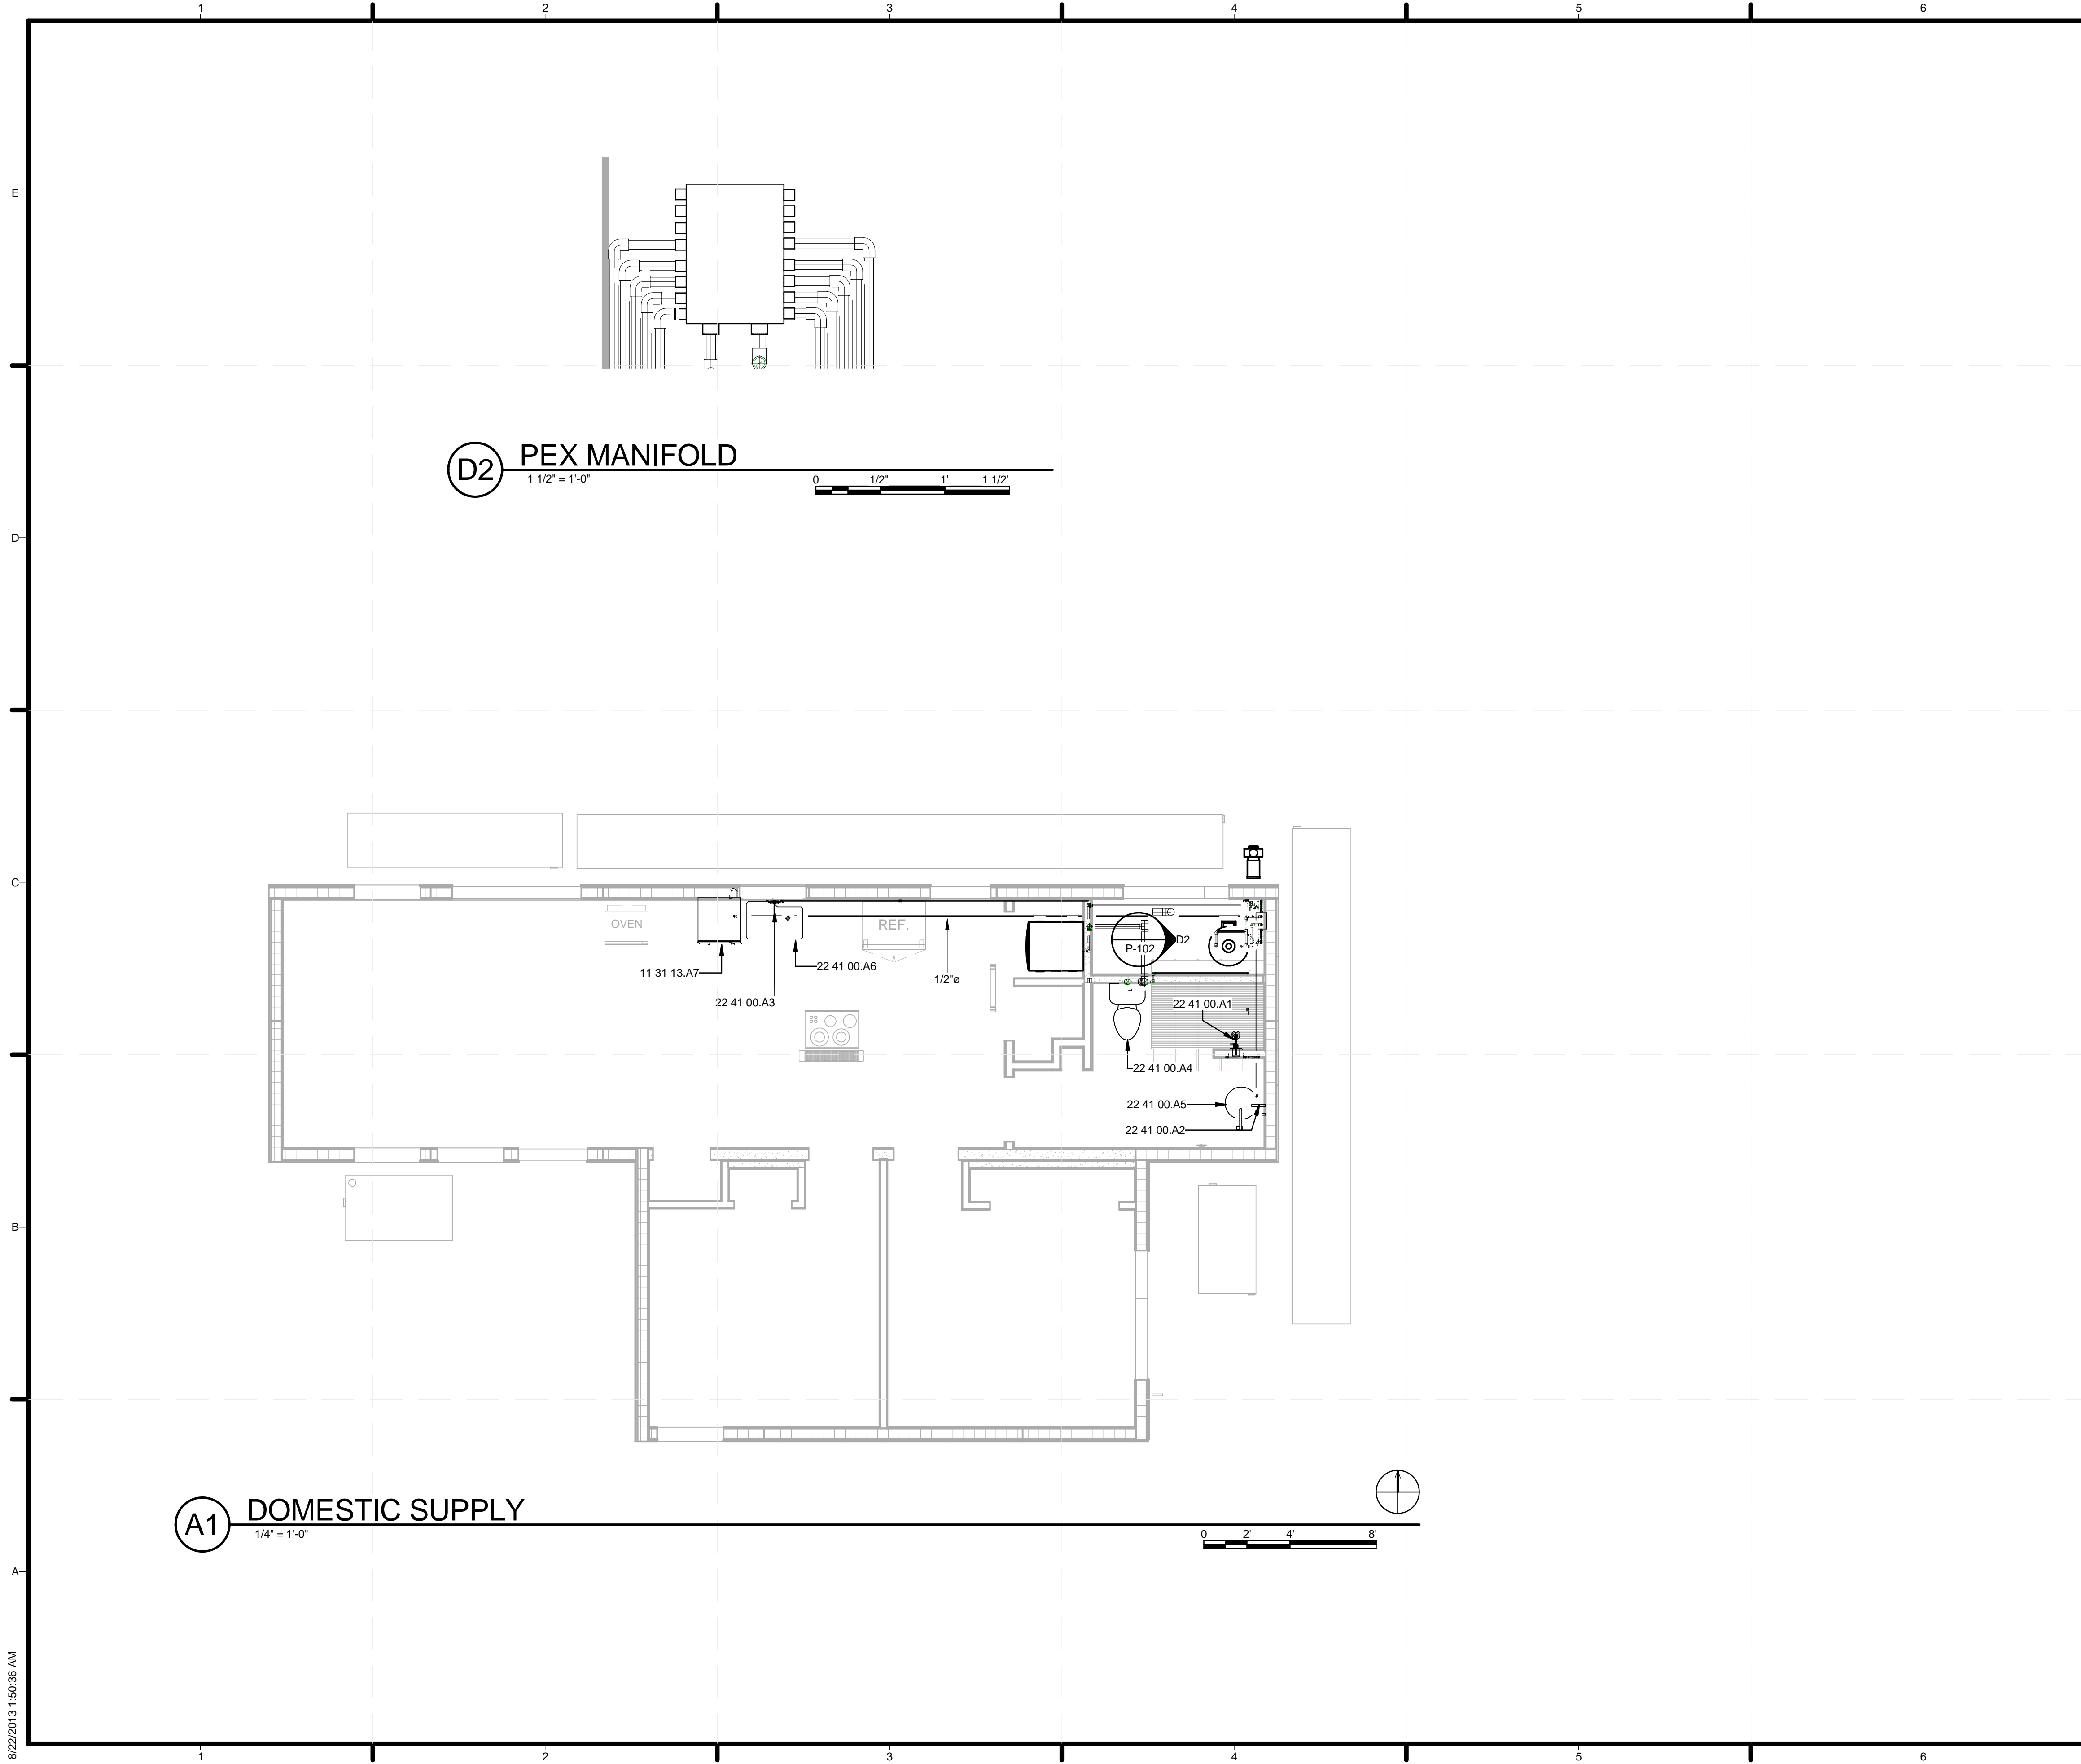 1 2 3 4 5 6
E
D2 PEX MANIFOLD
1 1/2" = 1'-0"
0 1/2" 1' 1 1/2'
D
C
OVEN
REF.
D2
P-102
22 41 00.A6
11 31 13.A7
1/2"ø
22 41 00.A3
22 41 00.A1
22 41 00.A4
22 41 00.A5
22 41 00.A2
B
A1 DOMESTIC SUPPLY
1/4" = 1'-0"
0 2' 4' 8'
A
8/22/2013 1:50:36 AM
1 2 3 4 5 6